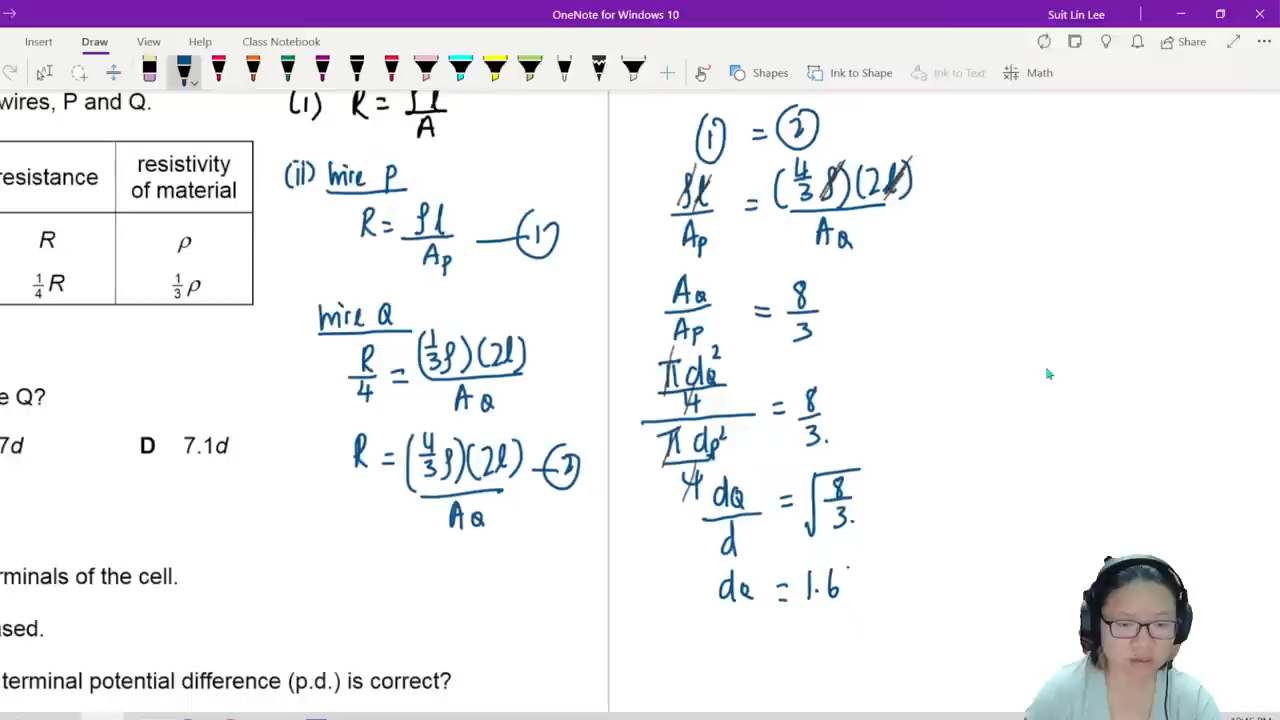 OneNote for Windows 10
Suit Lin Lee
Insert Draw View Help Class Notebook
Share
Shapes Ink to Shape Ink to Text Math
wires, P and Q.
resistance resistivity of material
R ρ
1/4 R 1/3 ρ
e Q?
7d D 7.1d
rminals of the cell.
ased.
terminal potential difference (p.d.) is correct?
(i) R = ρl/A
(ii) wire P
R = ρl/A_P — ①
wire Q
R/4 = (1/3 ρ)(2l)/A_Q
R = (4/3 ρ)(2l)/A_Q — ②
① = ②
ρl/A_P = (4/3 ρ)(2l)/A_Q
A_Q/A_P = 8/3
(πd_Q²/4)/(πd_P²/4) = 8/3.
d_Q/d = √(8/3.)
d_Q = 1.6